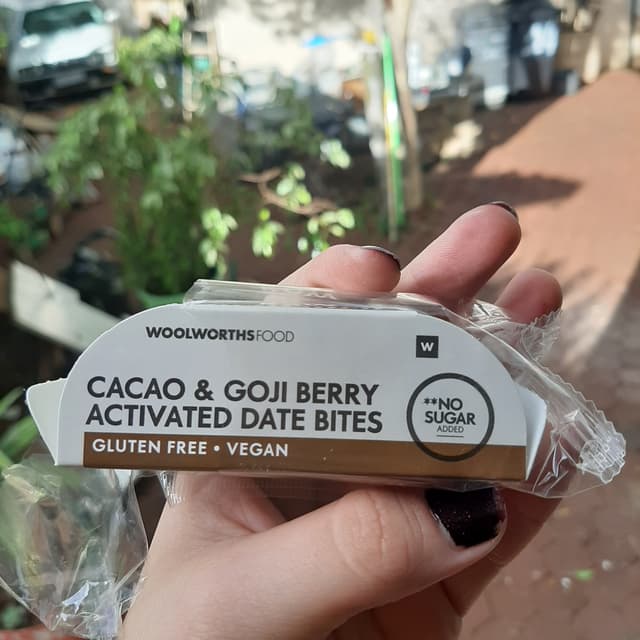 WOOLWORTHSFOOD
W
CACAO & GOJI BERRY
ACTIVATED DATE BITES
**NO
SUGAR
ADDED
GLUTEN FREE • VEGAN